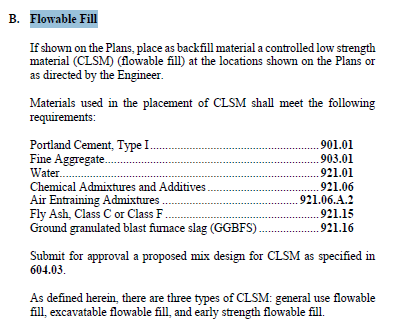 B. Flowable Fill
If shown on the Plans, place as backfill material a controlled low strength
material (CLSM) (flowable fill) at the locations shown on the Plans or
as directed by the Engineer.
Materials used in the placement of CLSM shall meet the following
requirements:
Portland Cement, Type I..................................................901.01
Fine Aggregate..................................................903.01
Water..................................................921.01
Chemical Admixtures and Additives..................................................921.06
Air Entraining Admixtures..................................................921.06.A.2
Fly Ash, Class C or Class F..................................................921.15
Ground granulated blast furnace slag (GGBFS)..................................................921.16
Submit for approval a proposed mix design for CLSM as specified in
604.03.
As defined herein, there are three types of CLSM: general use flowable
fill, excavatable flowable fill, and early strength flowable fill.